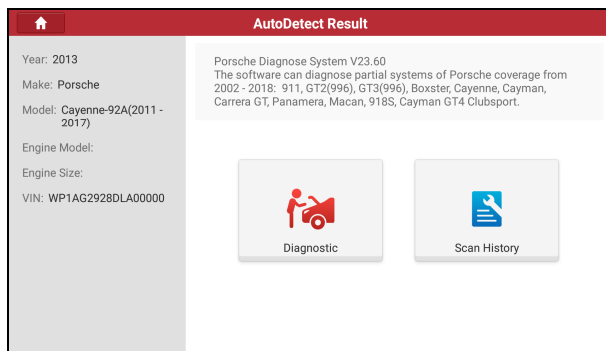 AutoDetect Result
Year: 2013
Make: Porsche
Model: Cayenne-92A(2011 -
2017)
Engine Model:
Engine Size:
VIN: WP1AG2928DLA00000
Porsche Diagnose System V23.60
The software can diagnose partial systems of Porsche coverage from
2002 - 2018: 911, GT2(996), GT3(996), Boxster, Cayenne, Cayman,
Carrera GT, Panamera, Macan, 918S, Cayman GT4 Clubsport.
Diagnostic
Scan History